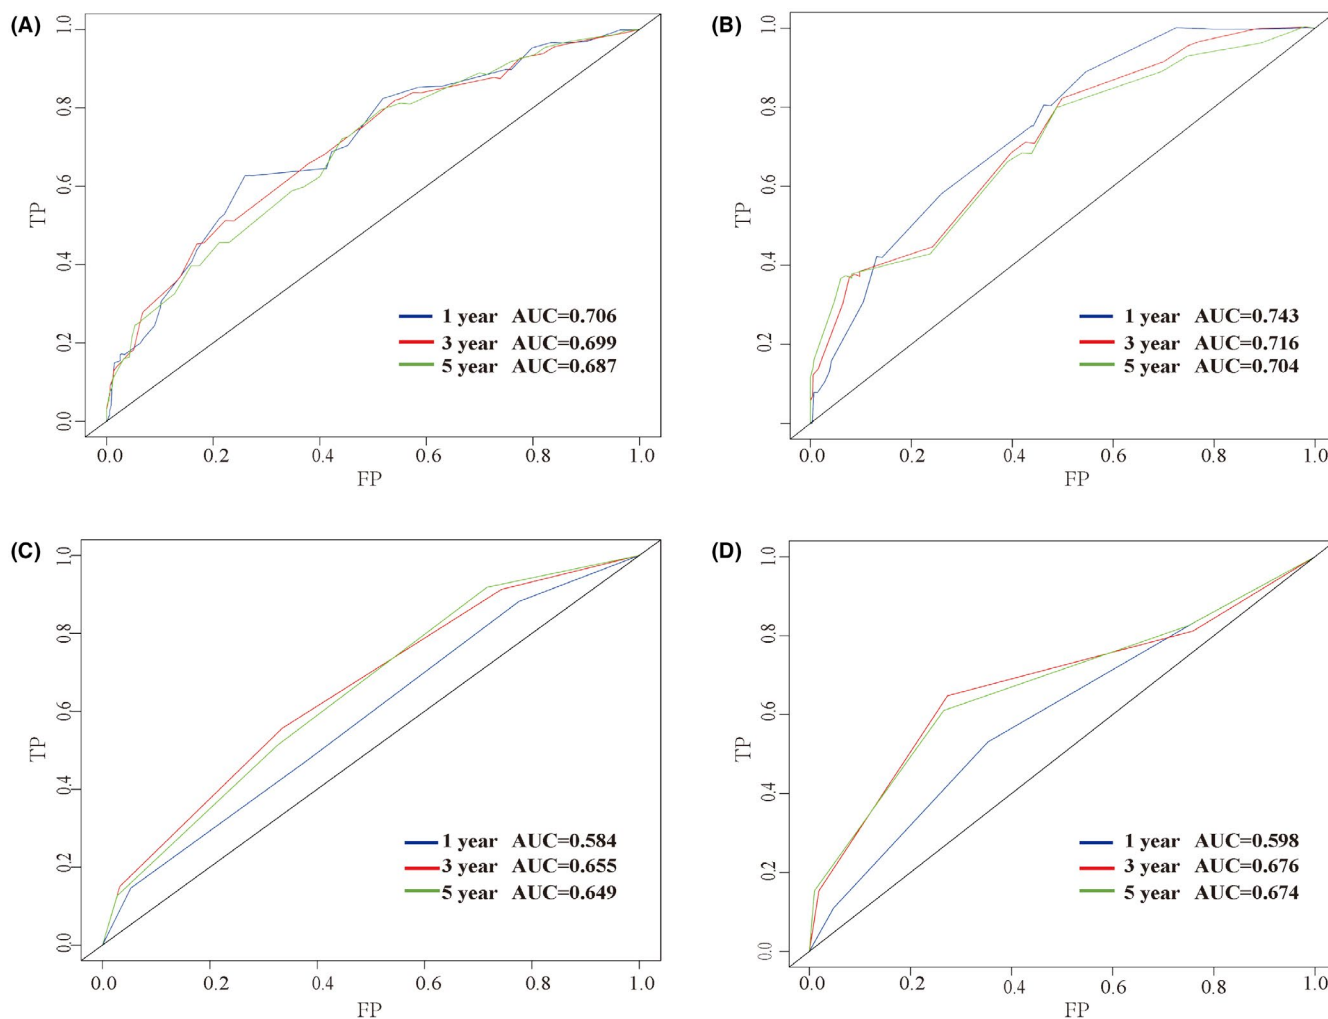 (A)
1.0
0.8
0.6
0.4
0.2
0.0
TP
1 year AUC=0.706
3 year AUC=0.699
5 year AUC=0.687
0.0 0.2 0.4 0.6 0.8 1.0
FP
(B)
1.0
0.8
0.6
0.4
0.2
TP
1 year AUC=0.743
3 year AUC=0.716
5 year AUC=0.704
0.0 0.2 0.4 0.6 0.8 1.0
FP
(C)
1.0
0.8
0.6
0.4
0.2
0.0
TP
1 year AUC=0.584
3 year AUC=0.655
5 year AUC=0.649
0.0 0.2 0.4 0.6 0.8 1.0
FP
(D)
1.0
0.8
0.6
0.4
0.2
0.0
TP
1 year AUC=0.598
3 year AUC=0.676
5 year AUC=0.674
0.0 0.2 0.4 0.6 0.8 1.0
FP